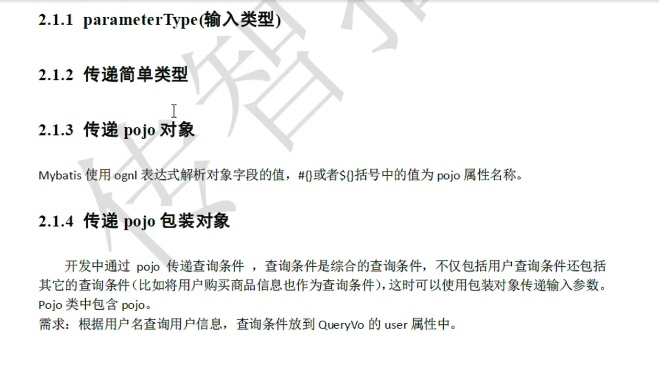 2.1.1 parameterType(输入类型)
2.1.2 传递简单类型
2.1.3 传递 pojo 对象
Mybatis 使用 ognl 表达式解析对象字段的值，#{}或者${}括号中的值为 pojo 属性名称。
2.1.4 传递 pojo 包装对象
开发中通过 pojo 传递查询条件 ，查询条件是综合的查询条件，不仅包括用户查询条件还包括
其它的查询条件（比如将用户购买商品信息也作为查询条件），这时可以使用包装对象传递输入参数。
Pojo 类中包含 pojo。
需求：根据用户名查询用户信息，查询条件放到 QueryVo 的 user 属性中。
传智